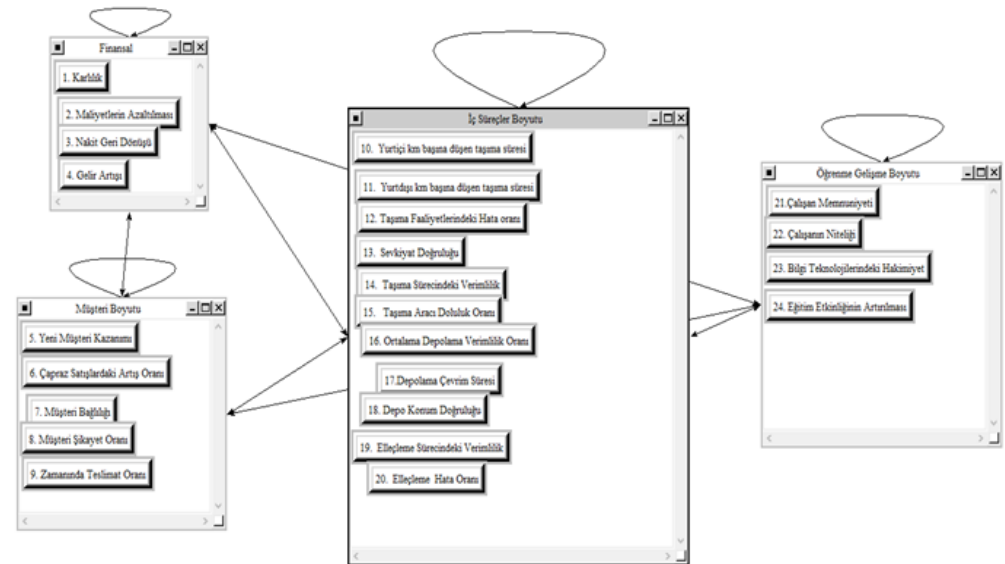 Finansal
1. Karlılık
2. Maliyetlerin Azaltılması
3. Nakit Geri Dönüşü
4. Gelir Artışı
Müşteri Boyutu
5. Yeni Müşteri Kazanımı
6. Çapraz Satışlardaki Artış Oranı
7. Müşteri Bağlılığı
8. Müşteri Şikayet Oranı
9. Zamanında Teslimat Oranı
İç Süreçler Boyutu
10. Yurtiçi km başına düşen taşıma süresi
11. Yurtdışı km başına düşen taşıma süresi
12. Taşıma Faaliyetlerindeki Hata oranı
13. Sevkiyat Doğruluğu
14. Taşıma Sürecindeki Verimlilik
15. Taşıma Aracı Doluluk Oranı
16. Ortalama Depolama Verimlilik Oranı
17.Depolama Çevrim Süresi
18. Depo Konum Doğruluğu
19. Elleçleme Sürecindeki Verimlilik
20. Elleçleme Hata Oranı
Öğrenme Gelişme Boyutu
21.Çalışan Memnuniyeti
22. Çalışanın Niteliği
23. Bilgi Teknolojilerindeki Hakimiyet
24. Eğitim Etkinliğinin Artırılması